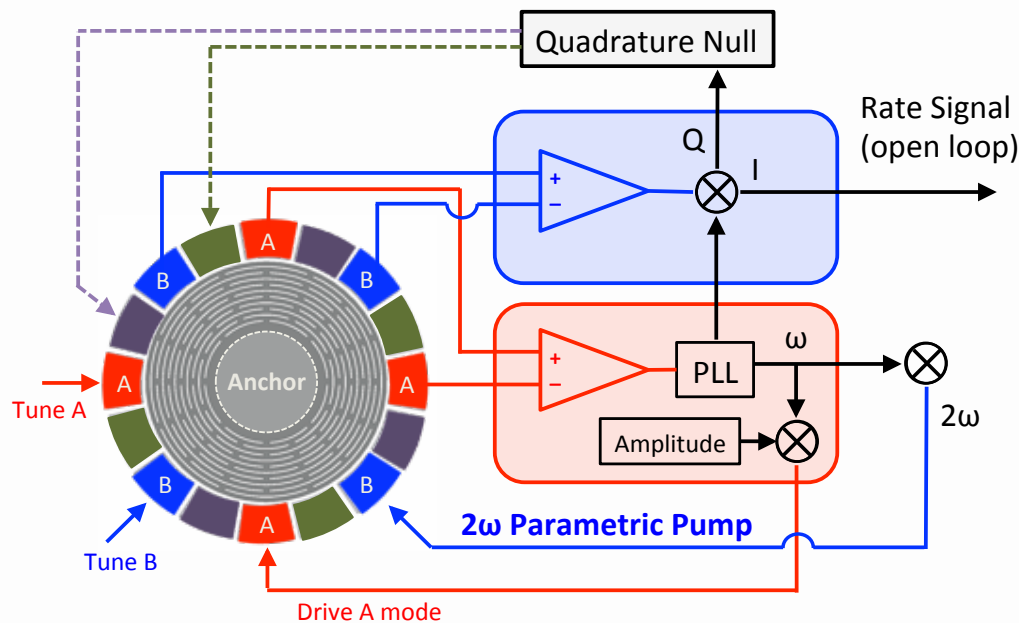 Quadrature Null
Rate Signal
(open loop)
Q
I
+
−
A
B
B
+
−
PLL
ω
A
Anchor
A
Tune A
2ω
Amplitude
B
B
A
2ω Parametric Pump
Tune B
Drive A mode